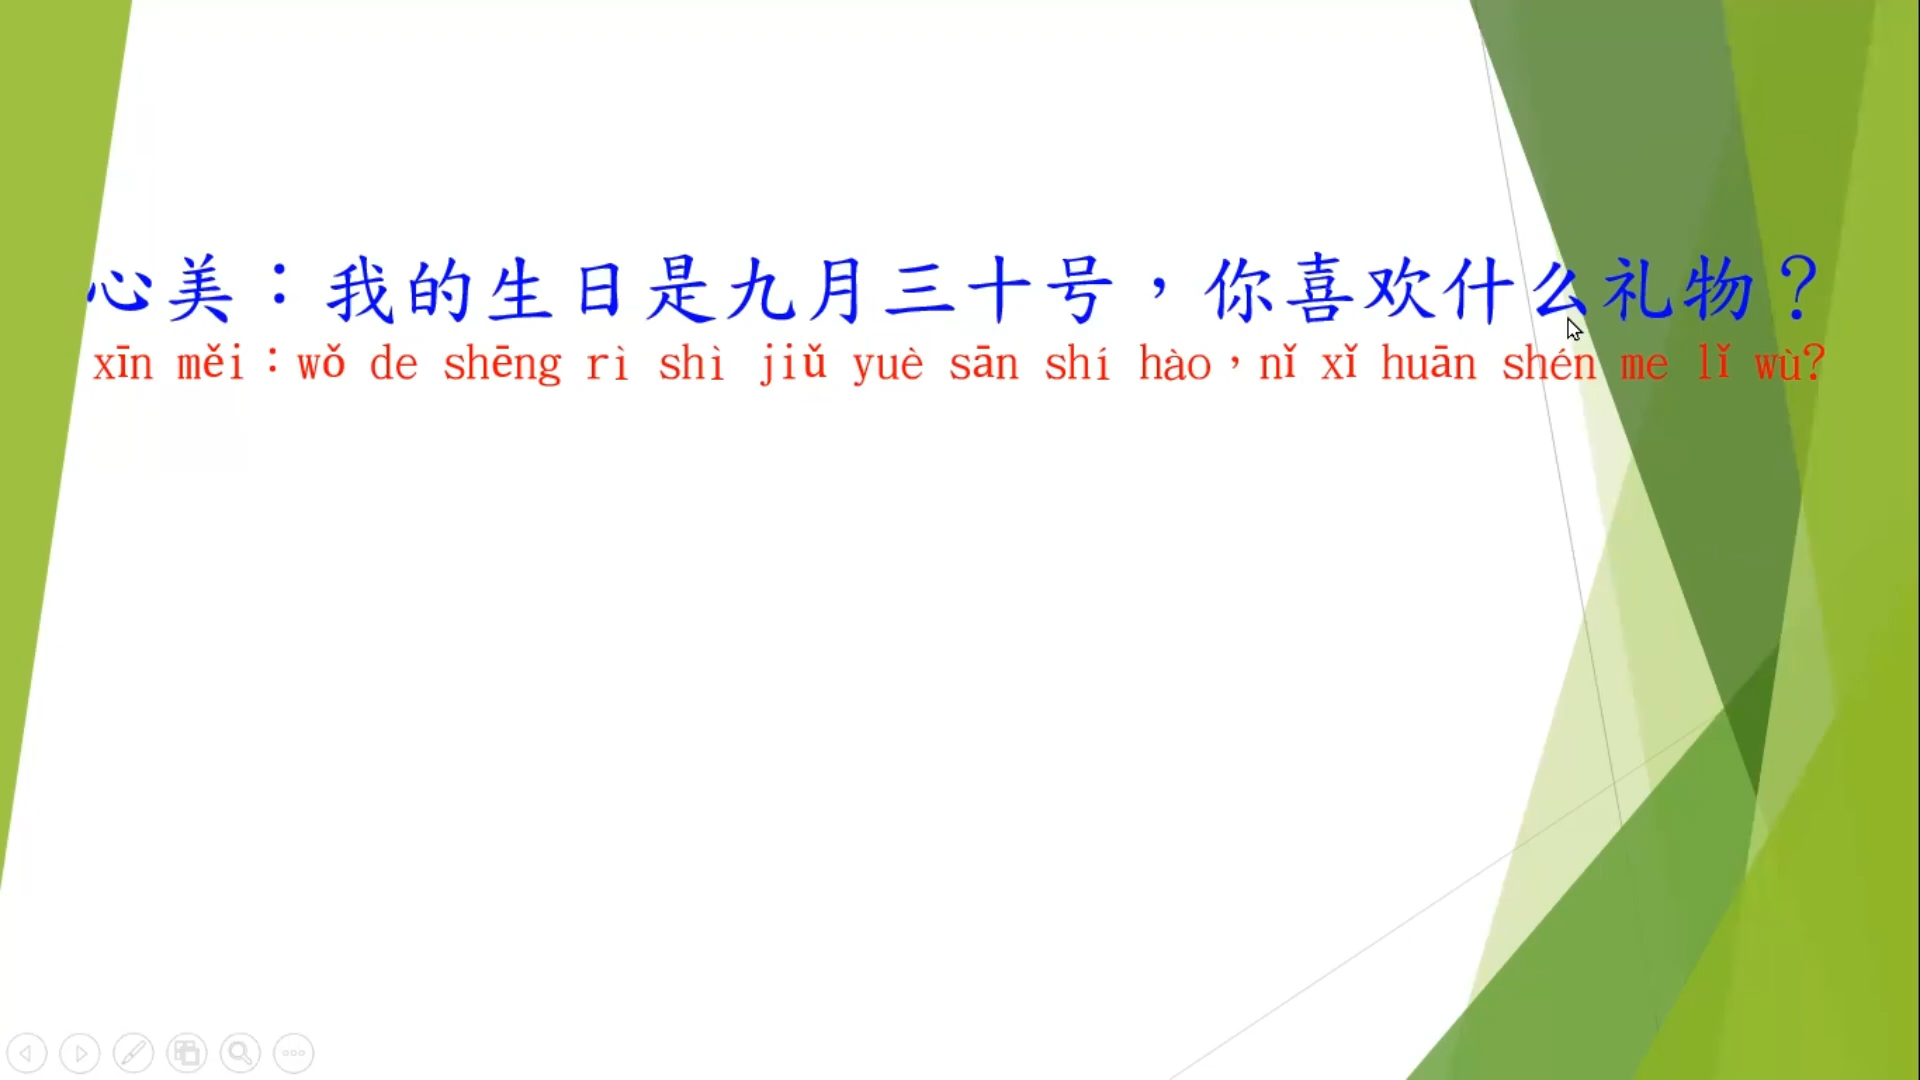 心美：我的生日是九月三十号，你喜欢什么礼物？
xīn měi：wǒ de shēng rì shì jiǔ yuè sān shí hào，nǐ xǐ huān shén me lǐ wù?